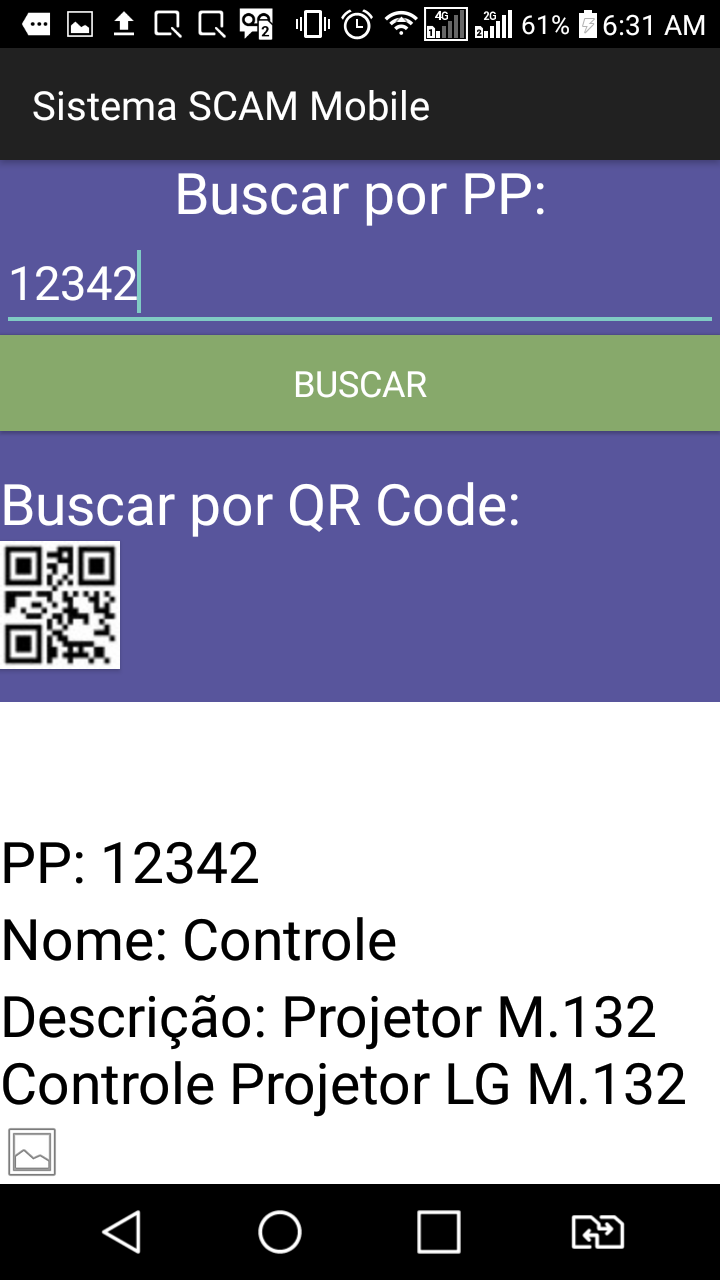 4G 2G 61% 6:31 AM
Sistema SCAM Mobile
Buscar por PP:
12342
BUSCAR
Buscar por QR Code:
PP: 12342
Nome: Controle
Descrição: Projetor M.132
Controle Projetor LG M.132